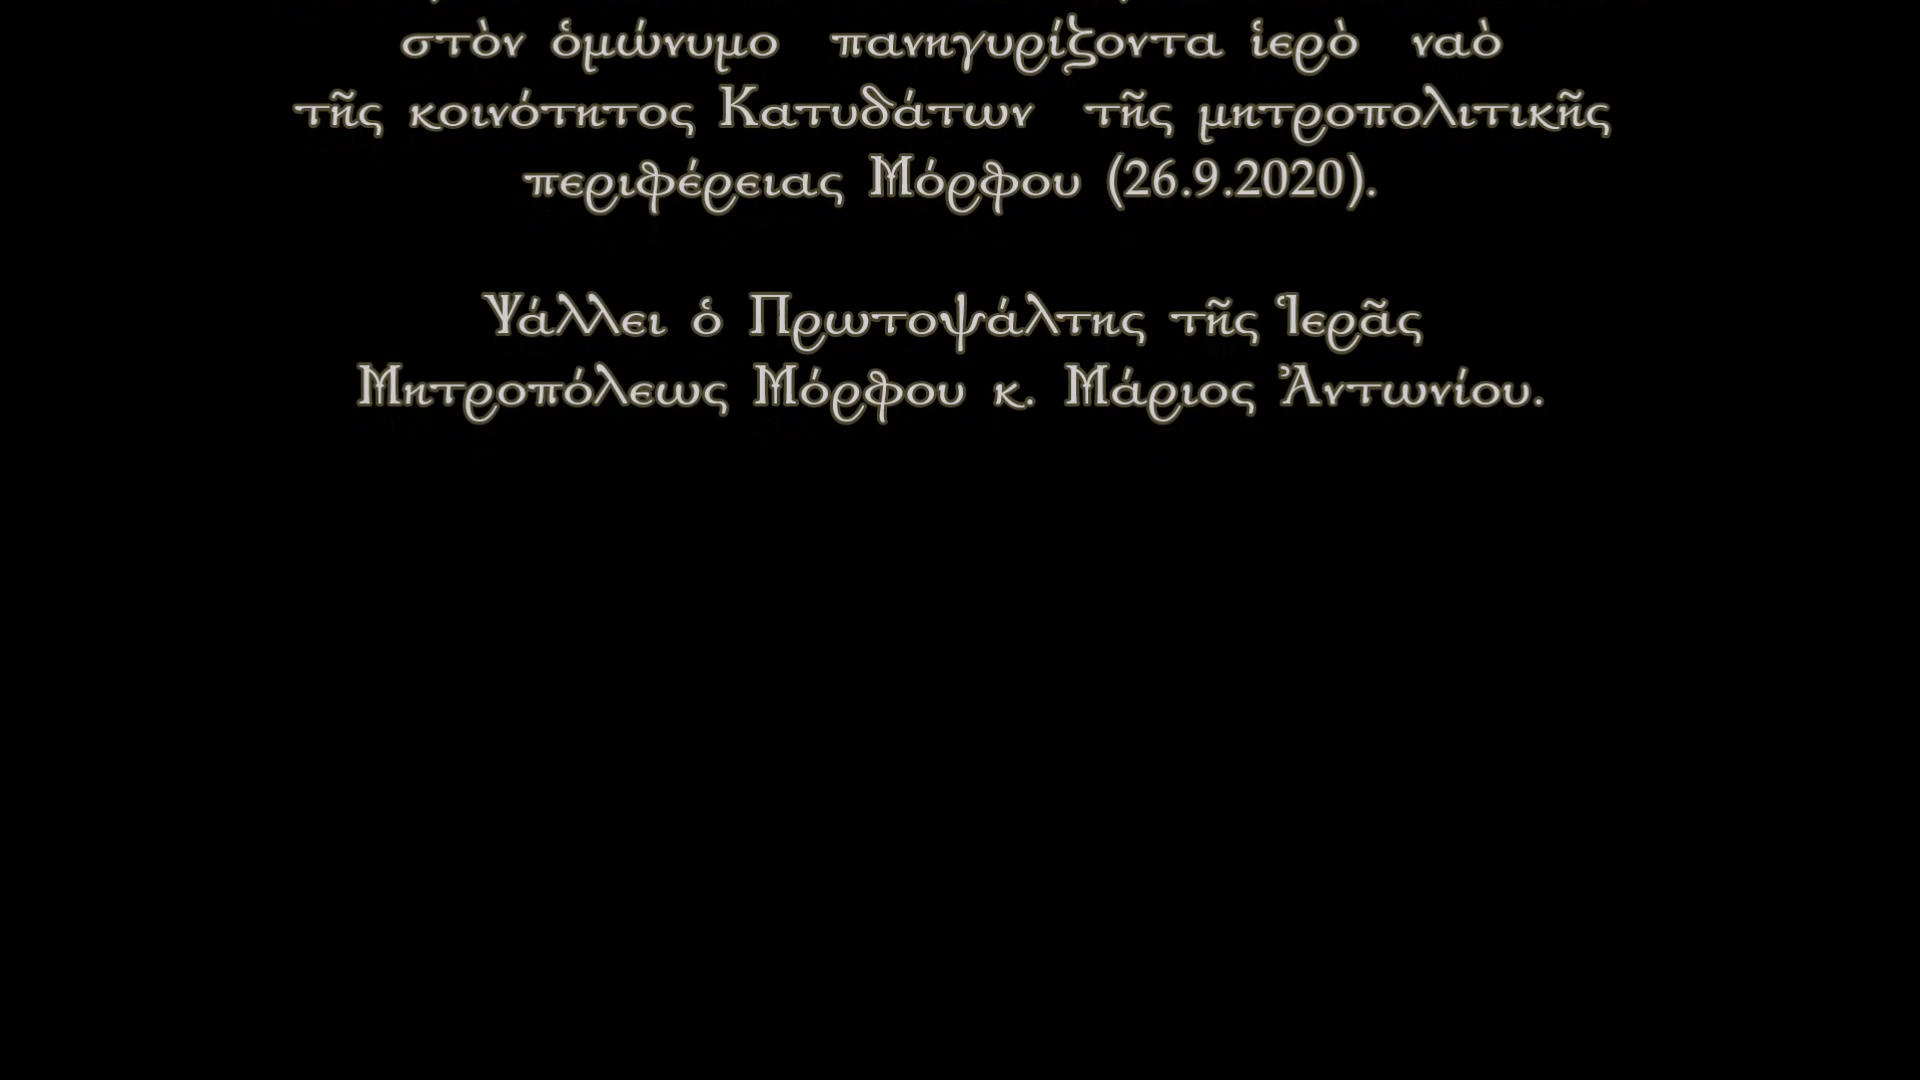 στὸν ὁμώνυμο πανηγυρίζοντα ἱερὸ ναὸ
τῆς κοινότητος Κατυδάτων τῆς μητροπολιτικῆς
περιφέρειας Μόρφου (26.9.2020).
Ψάλλει ὁ Πρωτοψάλτης τῆς Ἱερᾶς
Μητροπόλεως Μόρφου κ. Μάριος Ἀντωνίου.